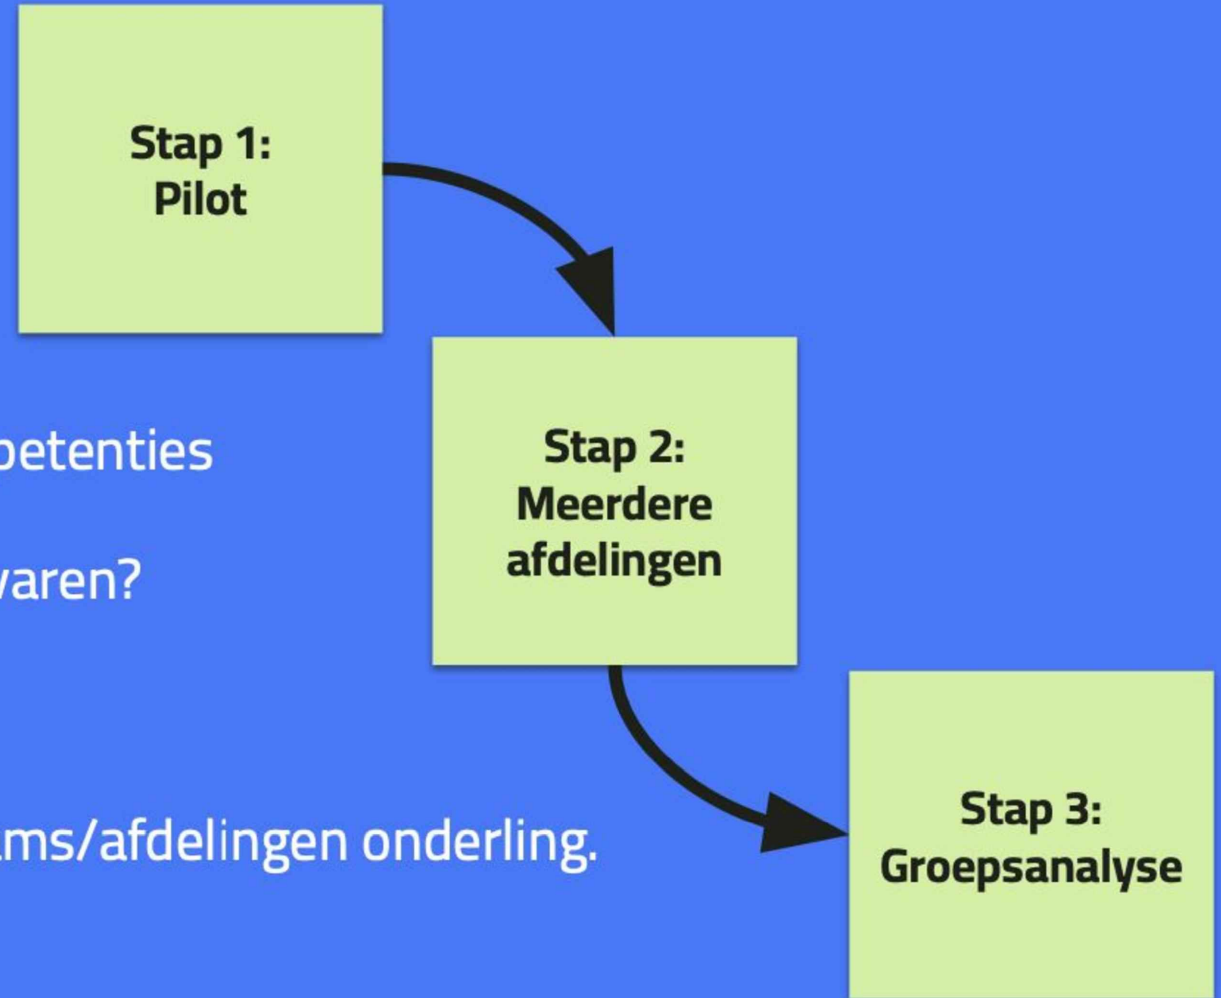 Stap 1:
Pilot
petenties
Stap 2:
Meerdere
afdelingen
varen?
ms/afdelingen onderling.
Stap 3:
Groepsanalyse